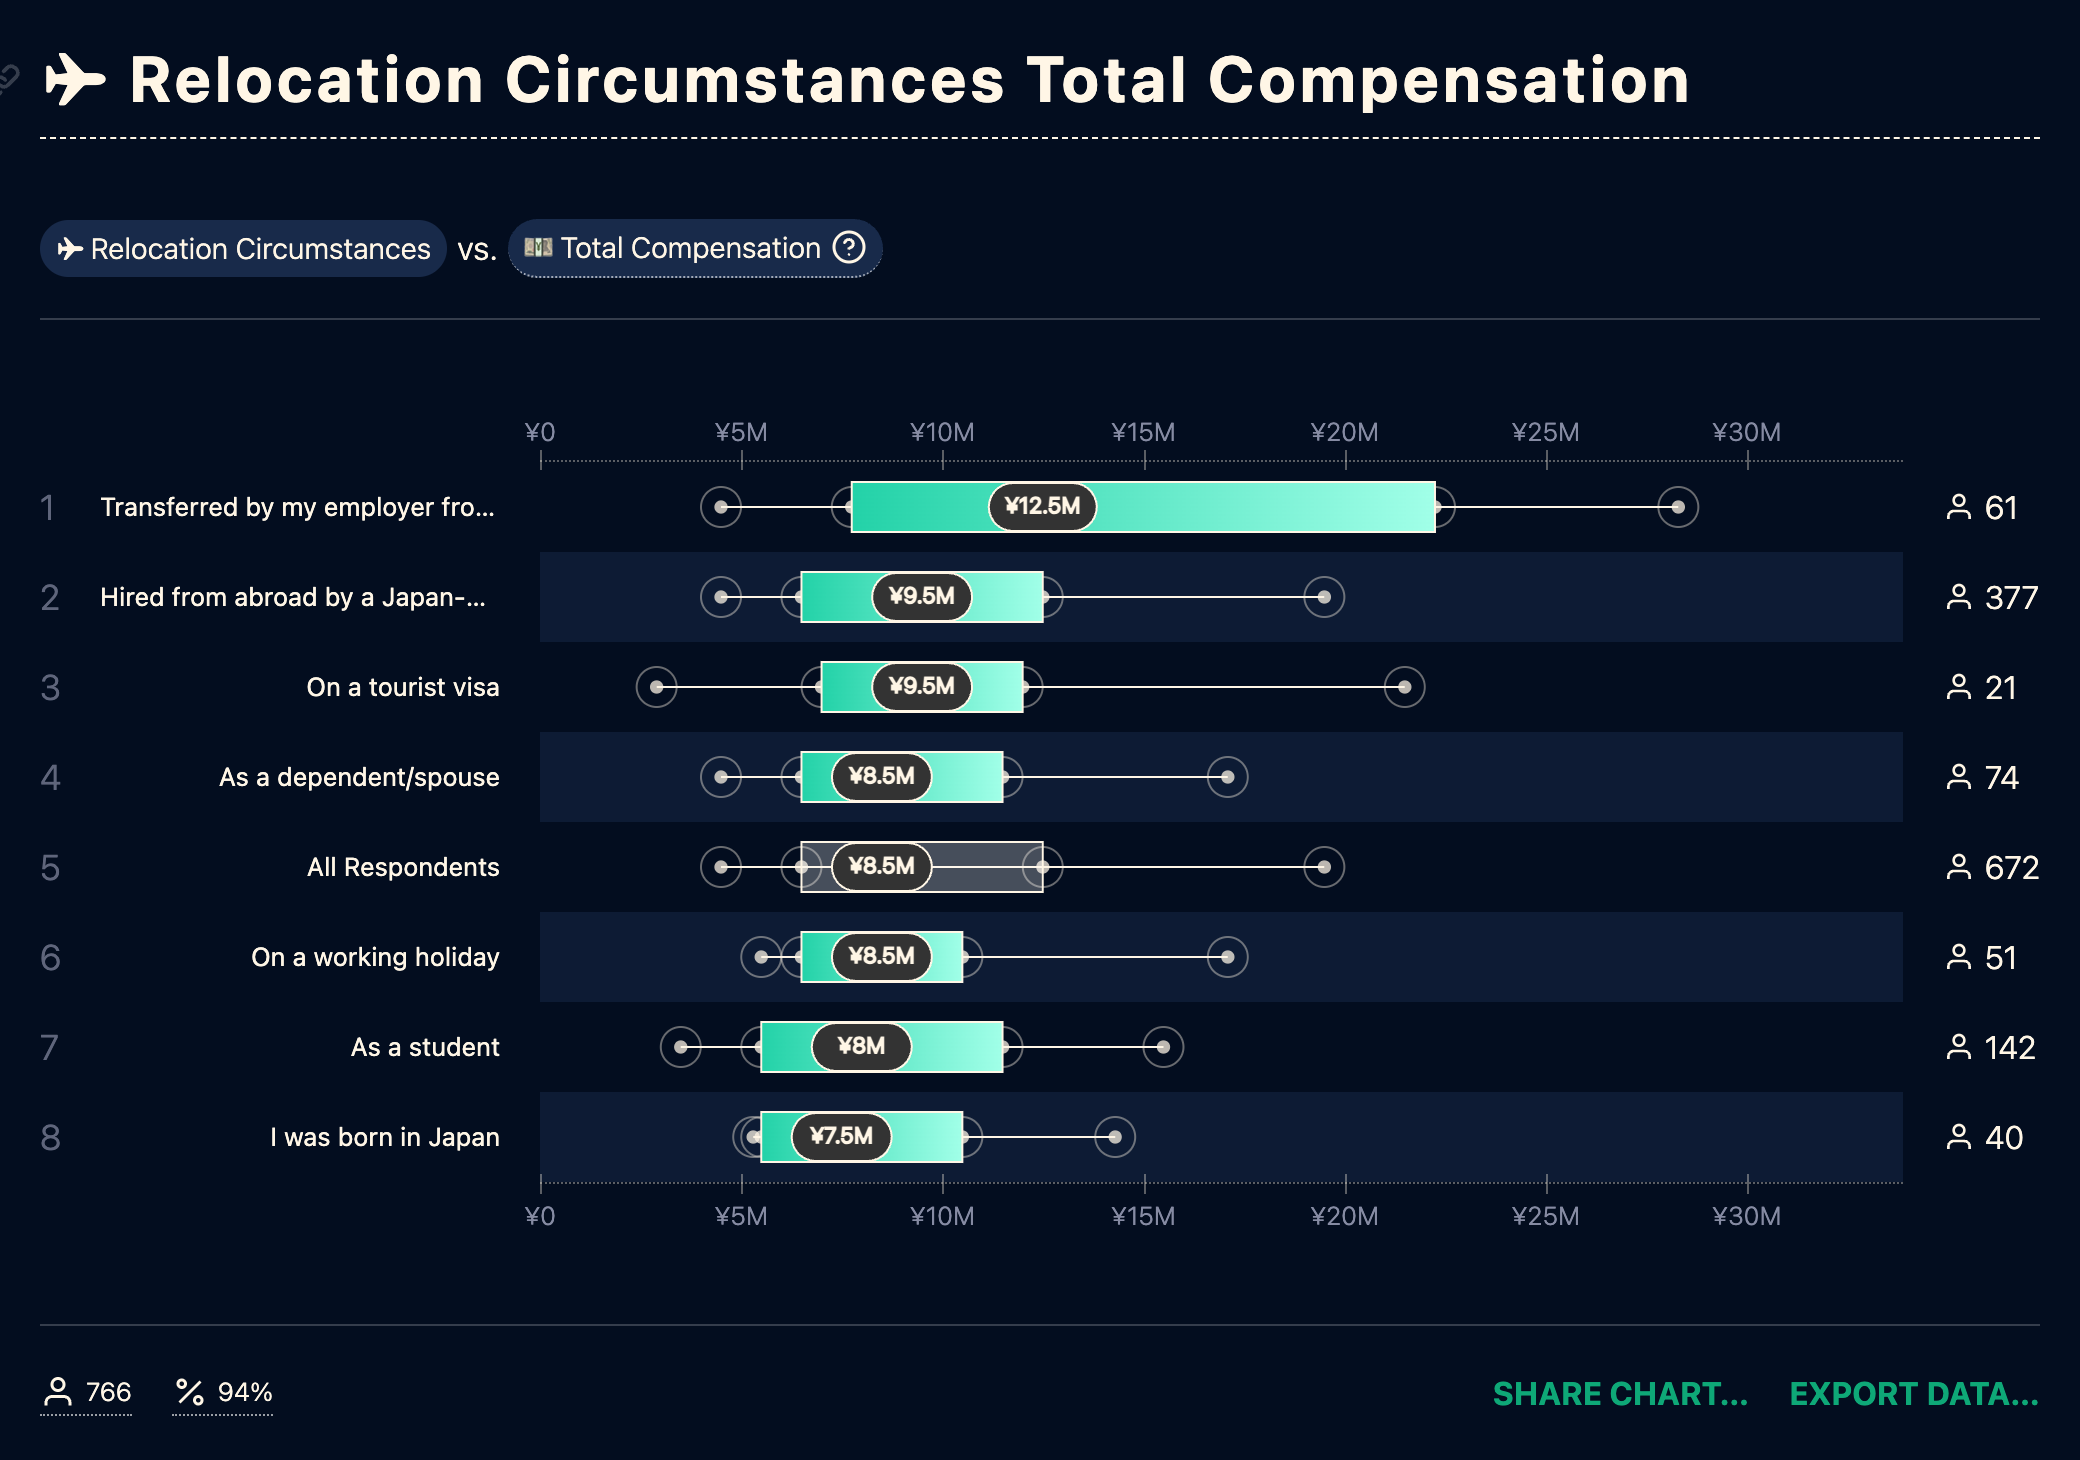 Relocation Circumstances Total Compensation
Relocation Circumstances vs. Total Compensation ?
¥0 ¥5M ¥10M ¥15M ¥20M ¥25M ¥30M
1 Transferred by my employer fro... ¥12.5M 61
2 Hired from abroad by a Japan-... ¥9.5M 377
3 On a tourist visa ¥9.5M 21
4 As a dependent/spouse ¥8.5M 74
5 All Respondents ¥8.5M 672
6 On a working holiday ¥8.5M 51
7 As a student ¥8M 142
8 I was born in Japan ¥7.5M 40
¥0 ¥5M ¥10M ¥15M ¥20M ¥25M ¥30M
766 % 94% SHARE CHART... EXPORT DATA...